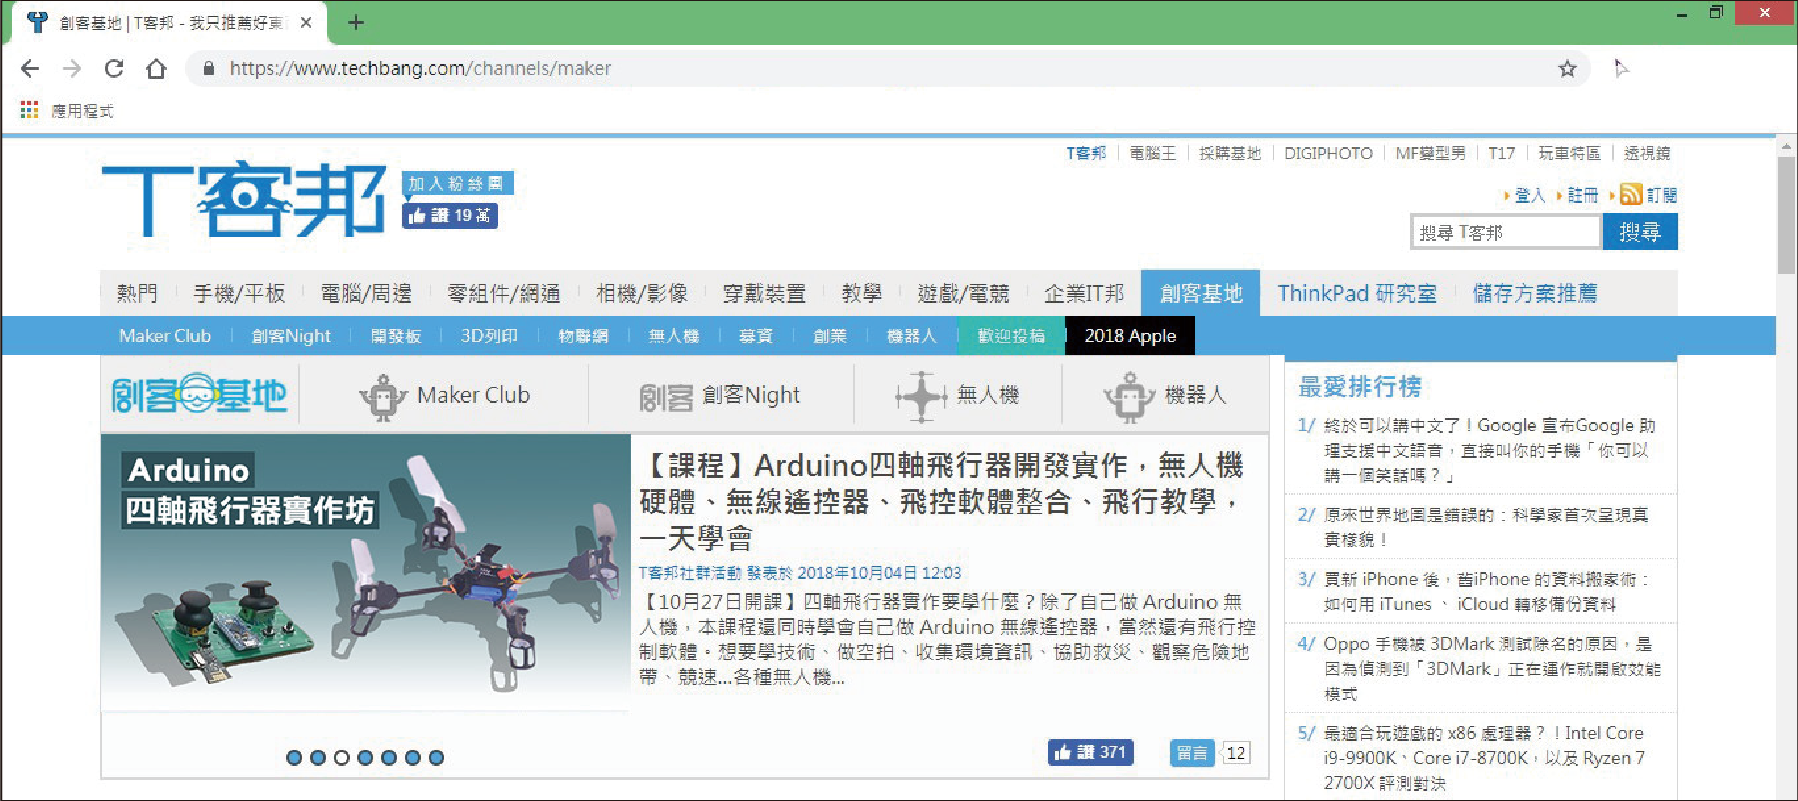 創客基地 | T客邦 - 我只推薦好東
https://www.techbang.com/channels/maker
應用程式
T客邦 電腦王 採購基地 DIGIPHOTO MF變型男 T17 玩車特區 透視鏡
T客邦
加入粉絲團
讚 19 萬
登入 註冊 訂閱
搜尋 T客邦 搜尋
熱門 手機/平板 電腦/周邊 零組件/網通 相機/影像 穿戴裝置 教學 遊戲/電競 企業IT邦 創客基地 ThinkPad 研究室 儲存方案推薦
Maker Club 創客Night 開發板 3D列印 物聯網 無人機 募資 創業 機器人 歡迎投稿 2018 Apple
創客基地 Maker Club 創客 創客Night 無人機 機器人
Arduino
四軸飛行器實作坊
【課程】Arduino四軸飛行器開發實作，無人機
硬體、無線遙控器、飛控軟體整合、飛行教學，
一天學會
T客邦社群活動 發表於 2018年10月04日 12:03
【10月27日開課】四軸飛行器實作要學什麼？除了自己做 Arduino 無
人機，本課程還同時學會自己做 Arduino 無線遙控器，當然還有飛行控
制軟體。想要學技術、做空拍、收集環境資訊、協助救災、觀察危險地
帶、競速...各種無人機...
讚 371 留言 12
最愛排行榜
1/ 終於可以講中文了！Google 宣布Google 助
理支援中文語音，直接叫你的手機「你可以
講一個笑話嗎？」
2/ 原來世界地圖是錯誤的：科學家首次呈現真
實樣貌！
3/ 買新 iPhone 後，舊iPhone 的資料搬家術：
如何用 iTunes 、 iCloud 轉移備份資料
4/ Oppo 手機被 3DMark 測試除名的原因，是
因為偵測到「3DMark」正在運作就開啟效能
模式
5/ 最適合玩遊戲的 x86 處理器？！Intel Core
i9-9900K、Core i7-8700K，以及 Ryzen 7
2700X 評測對決